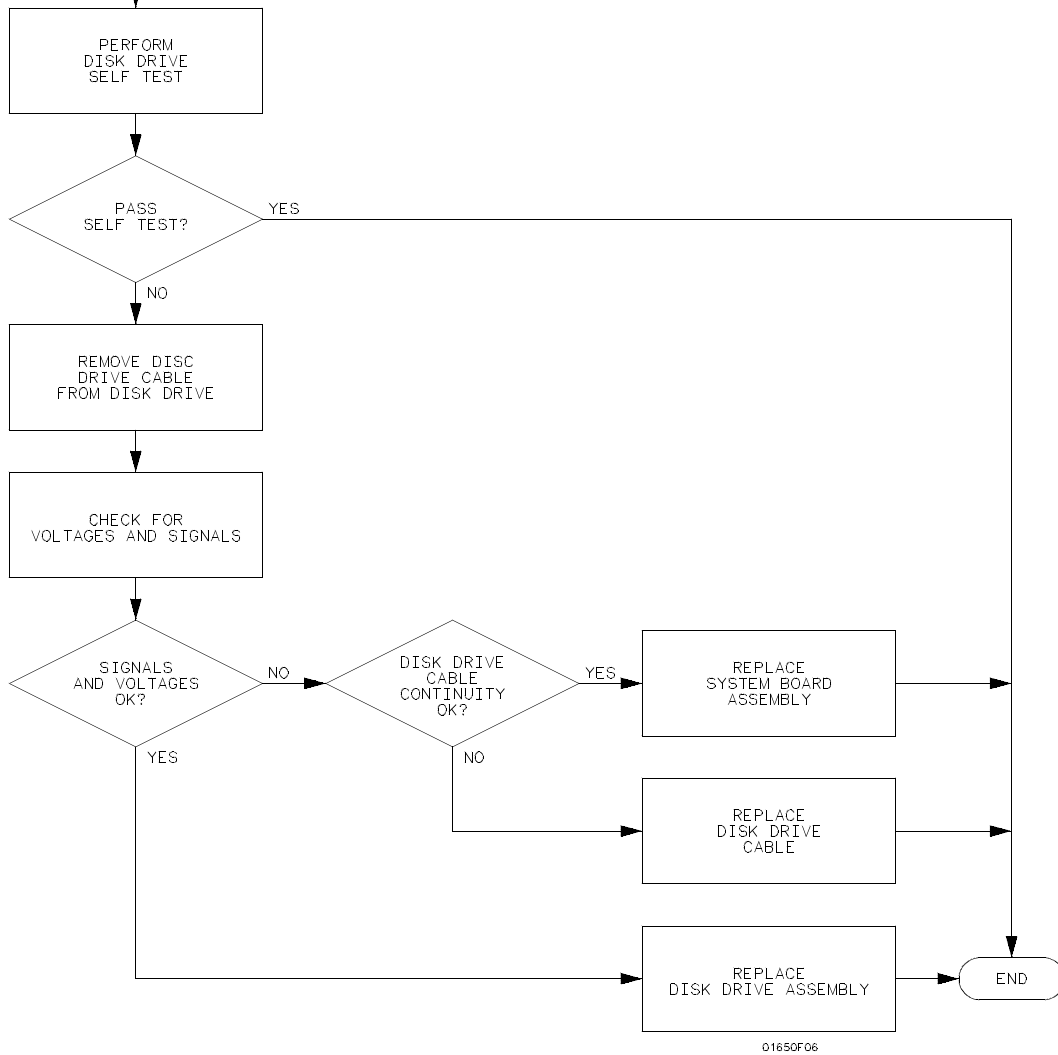 PERFORM
DISK DRIVE
SELF TEST
PASS
SELF TEST?
YES
NO
REMOVE DISC
DRIVE CABLE
FROM DISK DRIVE
CHECK FOR
VOLTAGES AND SIGNALS
SIGNALS
AND VOLTAGES
OK?
NO
YES
DISK DRIVE
CABLE
CONTINUITY
OK?
YES
NO
REPLACE
SYSTEM BOARD
ASSEMBLY
REPLACE
DISK DRIVE
CABLE
REPLACE
DISK DRIVE ASSEMBLY
END
01650F06